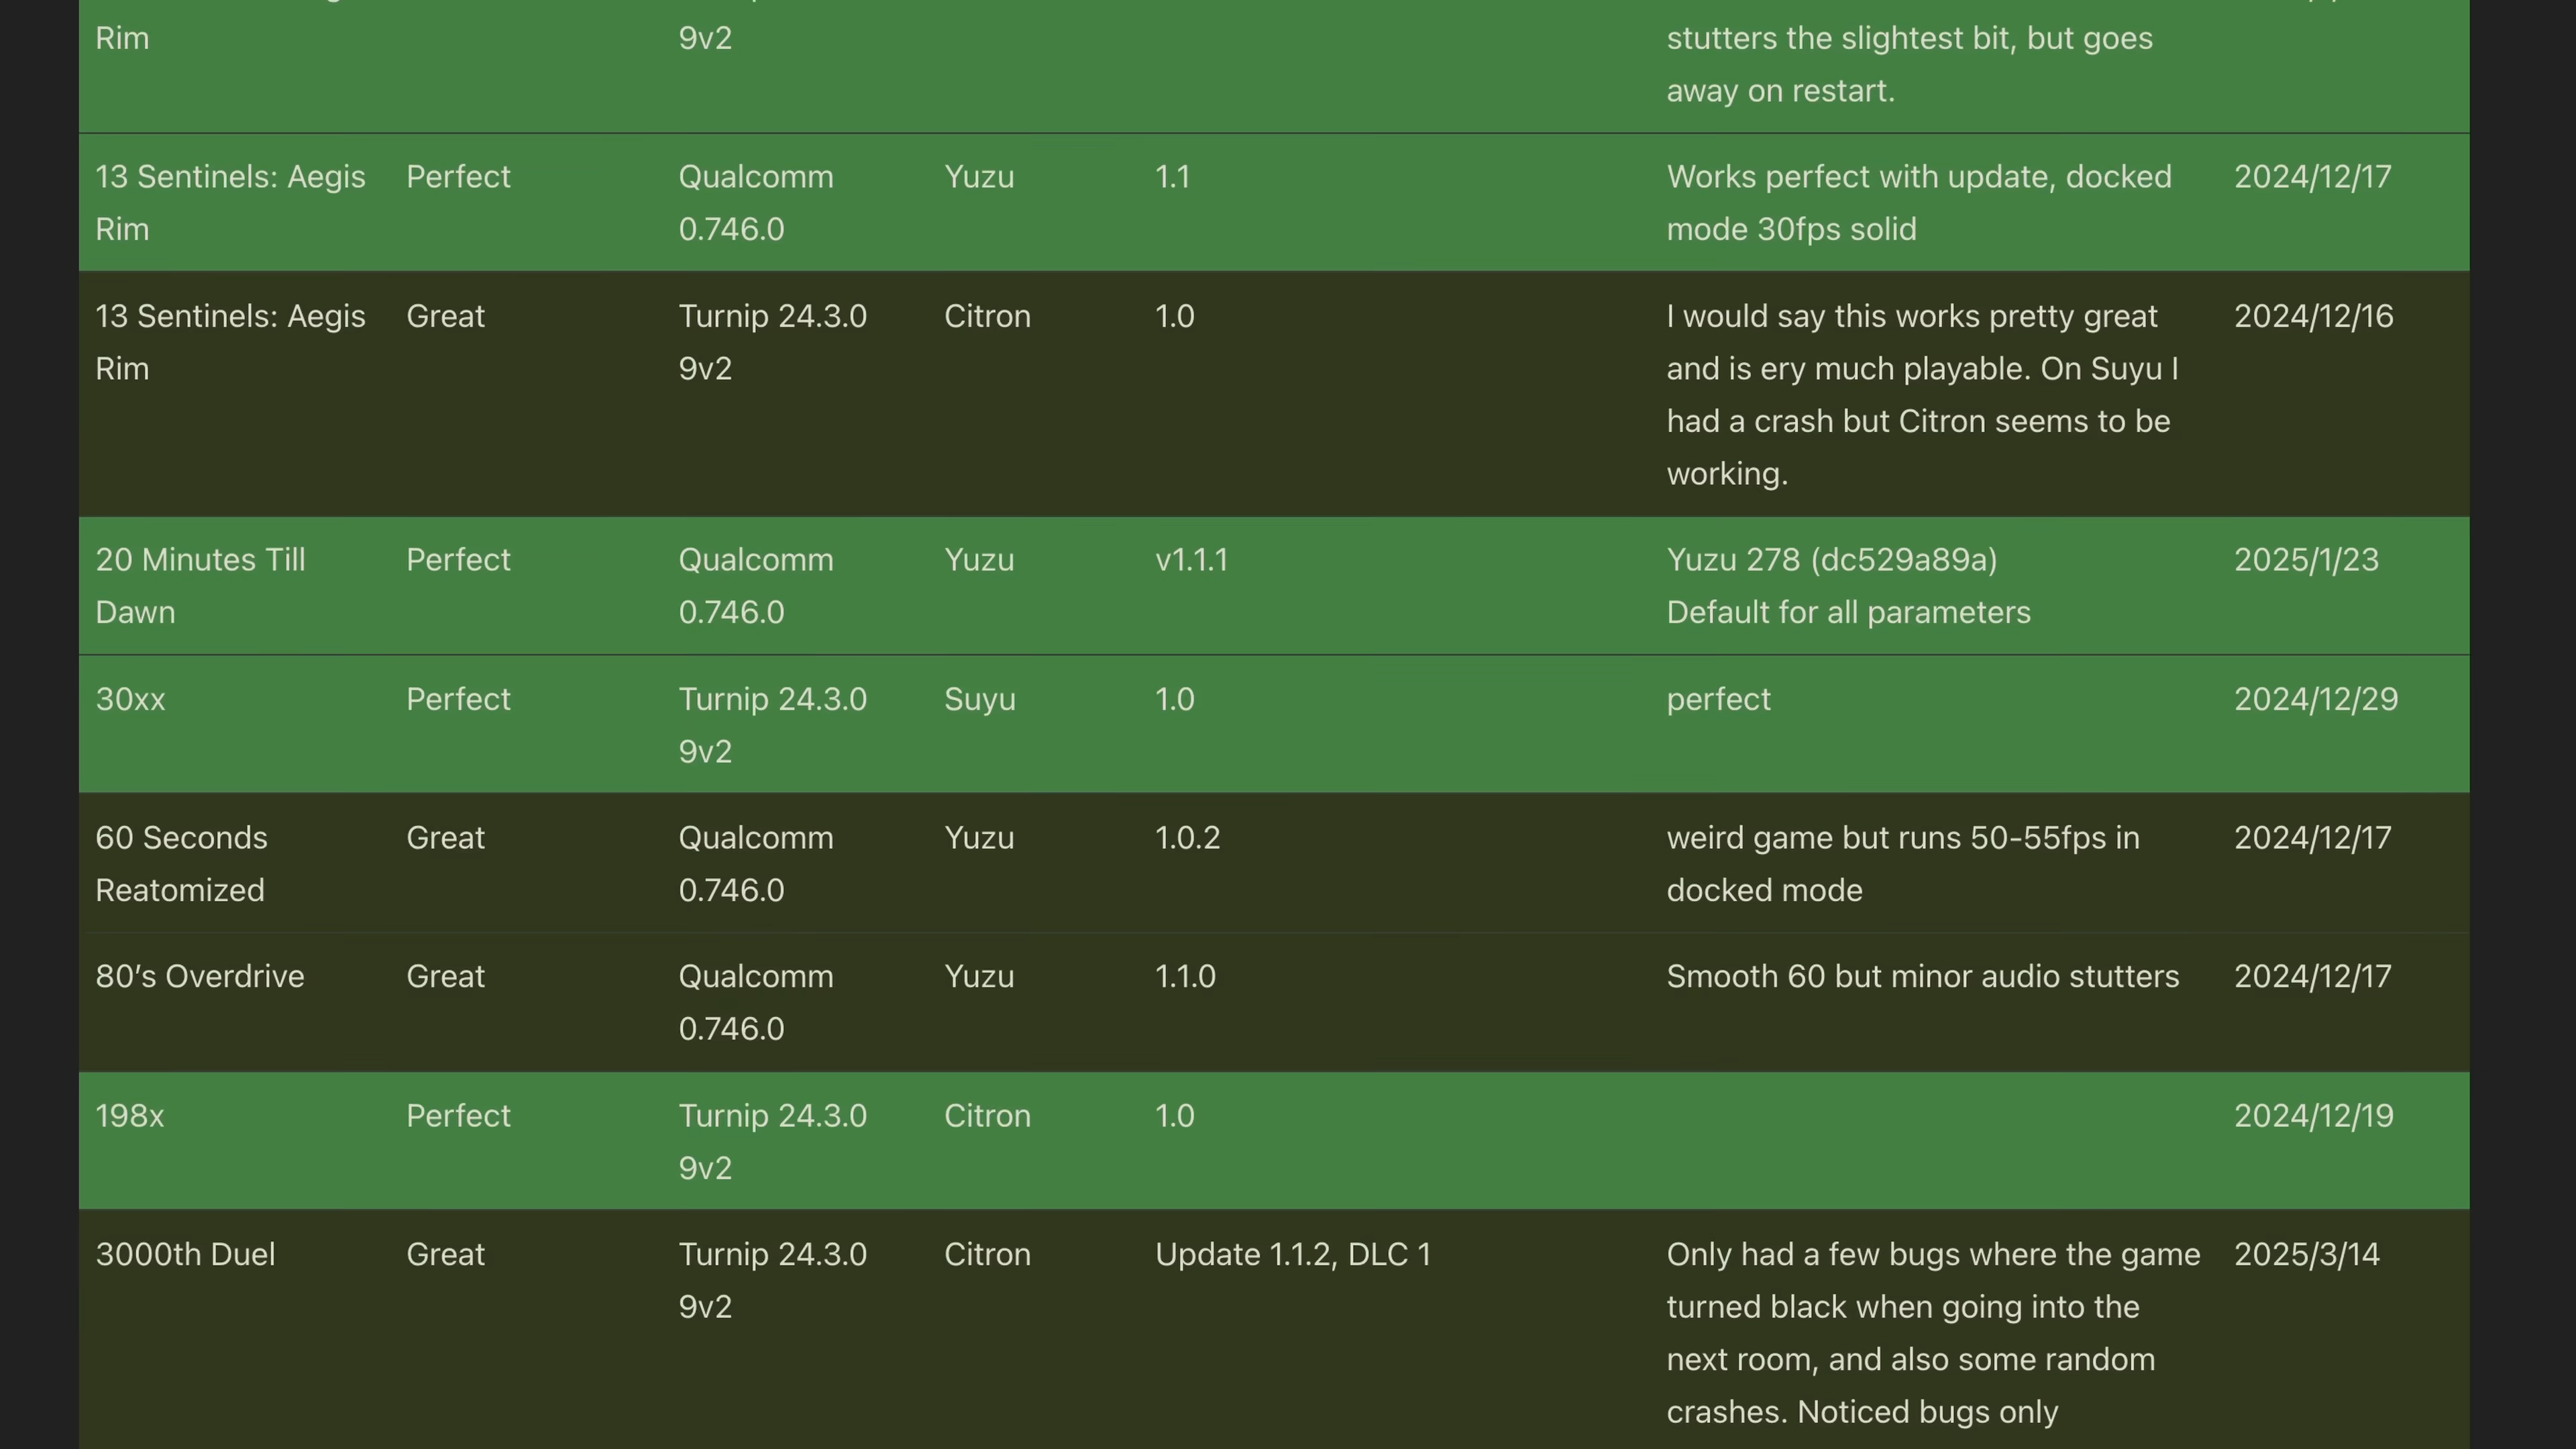 Rim 9v2 stutters the slightest bit, but goes
away on restart.
13 Sentinels: Aegis Perfect Qualcomm Yuzu 1.1 Works perfect with update, docked 2024/12/17
Rim 0.746.0 mode 30fps solid
13 Sentinels: Aegis Great Turnip 24.3.0 Citron 1.0 I would say this works pretty great 2024/12/16
Rim 9v2 and is ery much playable. On Suyu I
had a crash but Citron seems to be
working.
20 Minutes Till Perfect Qualcomm Yuzu v1.1.1 Yuzu 278 (dc529a89a) 2025/1/23
Dawn 0.746.0 Default for all parameters
30xx Perfect Turnip 24.3.0 Suyu 1.0 perfect 2024/12/29
9v2
60 Seconds Great Qualcomm Yuzu 1.0.2 weird game but runs 50-55fps in 2024/12/17
Reatomized 0.746.0 docked mode
80’s Overdrive Great Qualcomm Yuzu 1.1.0 Smooth 60 but minor audio stutters 2024/12/17
0.746.0
198x Perfect Turnip 24.3.0 Citron 1.0 2024/12/19
9v2
3000th Duel Great Turnip 24.3.0 Citron Update 1.1.2, DLC 1 Only had a few bugs where the game 2025/3/14
9v2 turned black when going into the
next room, and also some random
crashes. Noticed bugs only